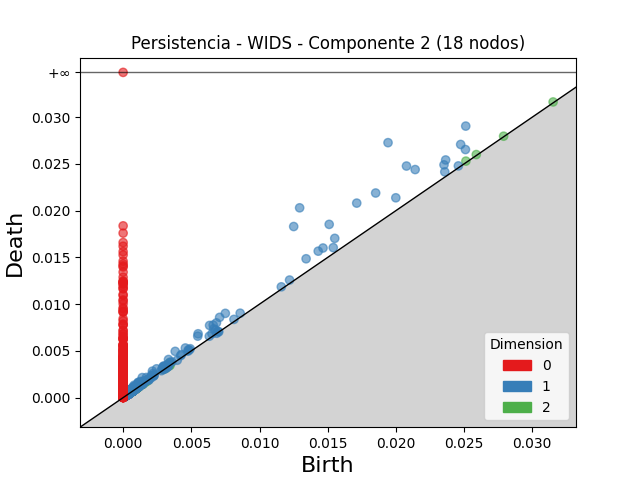 Persistencia - WIDS - Componente 2 (18 nodos)
+∞
0.030
0.025
0.020
0.015
0.010
0.005
0.000
Death
0.000 0.005 0.010 0.015 0.020 0.025 0.030
Birth
Dimension
0
1
2